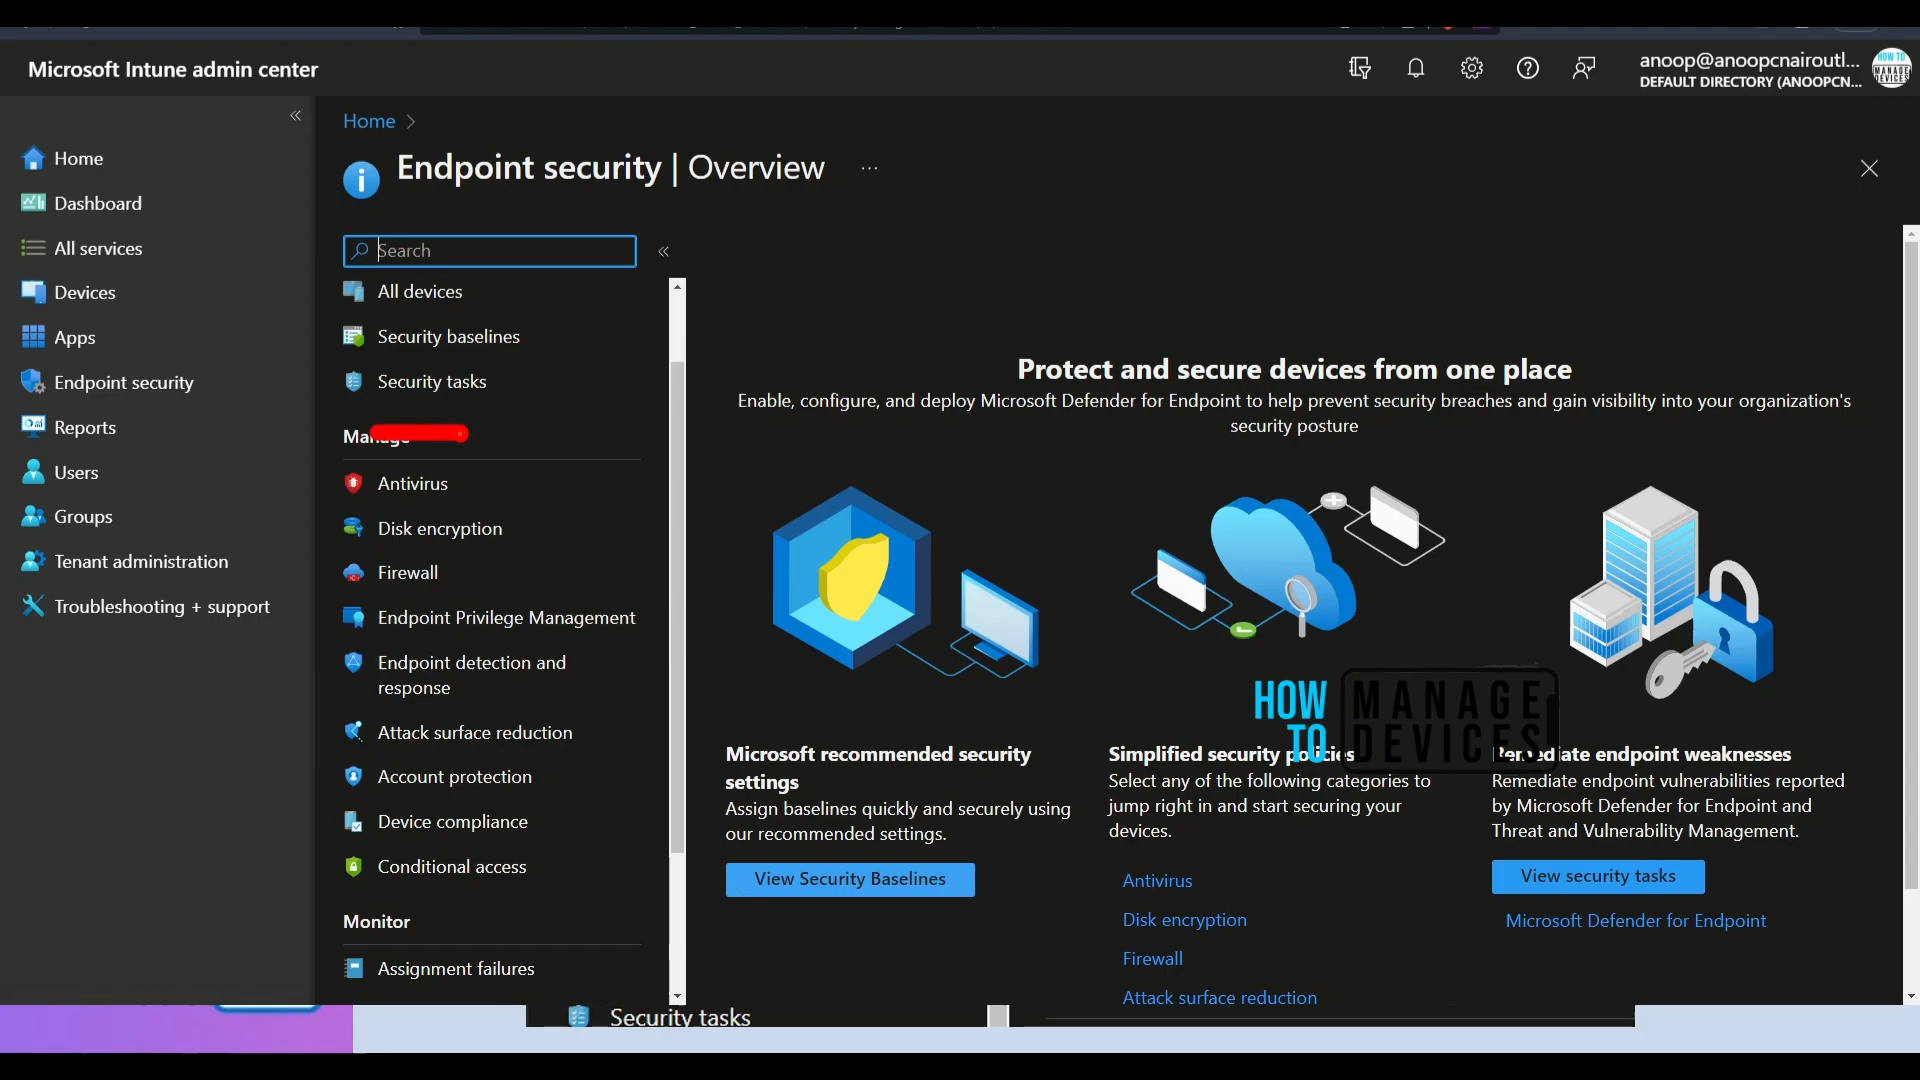 Microsoft Intune admin center
anoop@anoopcnairoutl...
DEFAULT DIRECTORY (ANOOPCN...
HOW TO
MANAGE
DEVICES
Home
Dashboard
All services
Devices
Apps
Endpoint security
Reports
Users
Groups
Tenant administration
Troubleshooting + support
Home >
Endpoint security | Overview ...
Search
All devices
Security baselines
Security tasks
Manage
Antivirus
Disk encryption
Firewall
Endpoint Privilege Management
Endpoint detection and
response
Attack surface reduction
Account protection
Device compliance
Conditional access
Monitor
Assignment failures
Protect and secure devices from one place
Enable, configure, and deploy Microsoft Defender for Endpoint to help prevent security breaches and gain visibility into your organization's
security posture
Microsoft recommended security
settings
Assign baselines quickly and securely using
our recommended settings.
View Security Baselines
Simplified security policies
Select any of the following categories to
jump right in and start securing your
devices.
Antivirus
Disk encryption
Firewall
Attack surface reduction
Remediate endpoint weaknesses
Remediate endpoint vulnerabilities reported
by Microsoft Defender for Endpoint and
Threat and Vulnerability Management.
View security tasks
Microsoft Defender for Endpoint
HOW MANAGE
TO DEVICES
Security tasks